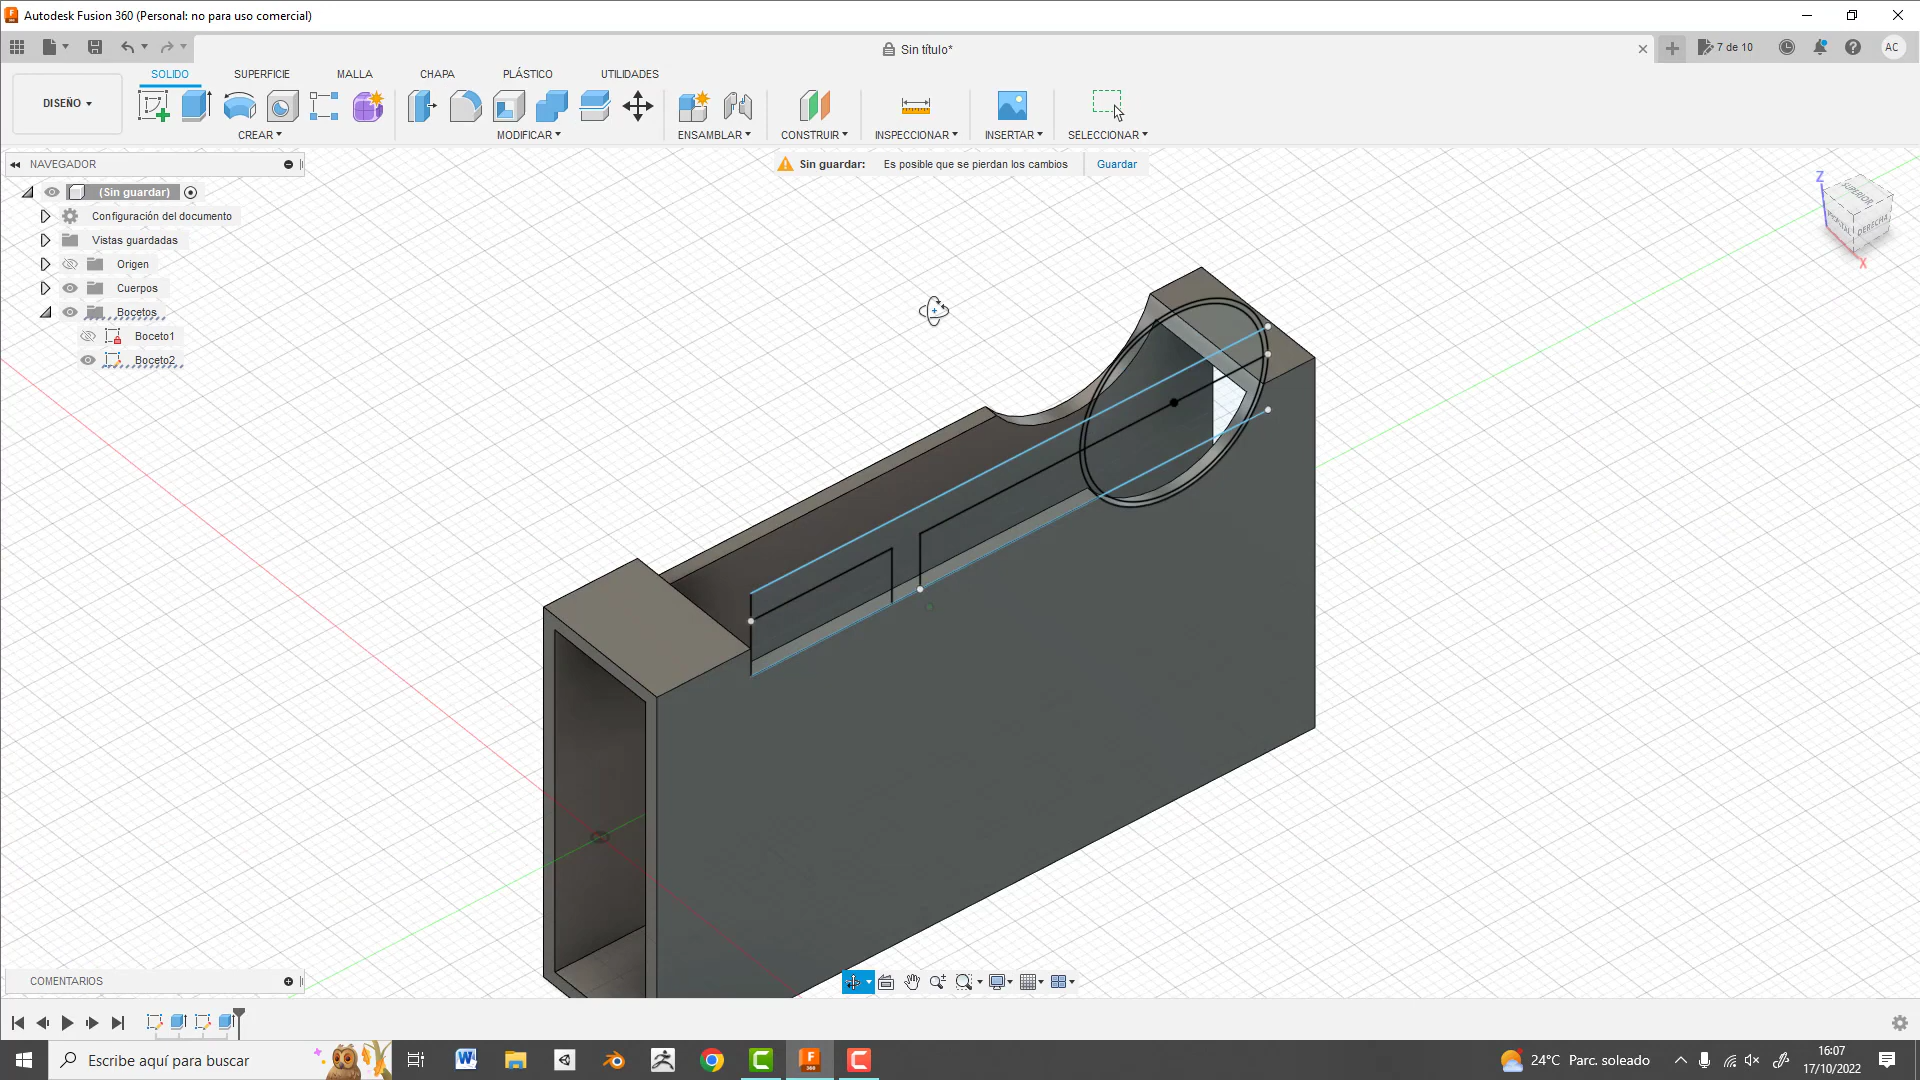 Autodesk Fusion 360 (Personal: no para uso comercial)
Sin título*
7 de 10
AC
DISEÑO
SOLIDO
SUPERFICIE
MALLA
CHAPA
PLÁSTICO
UTILIDADES
CREAR
MODIFICAR
ENSAMBLAR
CONSTRUIR
INSPECCIONAR
INSERTAR
SELECCIONAR
NAVEGADOR
Sin guardar: Es posible que se pierdan los cambios Guardar
(Sin guardar)
Configuración del documento
Vistas guardadas
Origen
Cuerpos
Bocetos
Boceto1
Boceto2
Z
SUPERIOR
DERECHA
X
COMENTARIOS
Escribe aquí para buscar
24°C Parc. soleado
16:07
17/10/2022